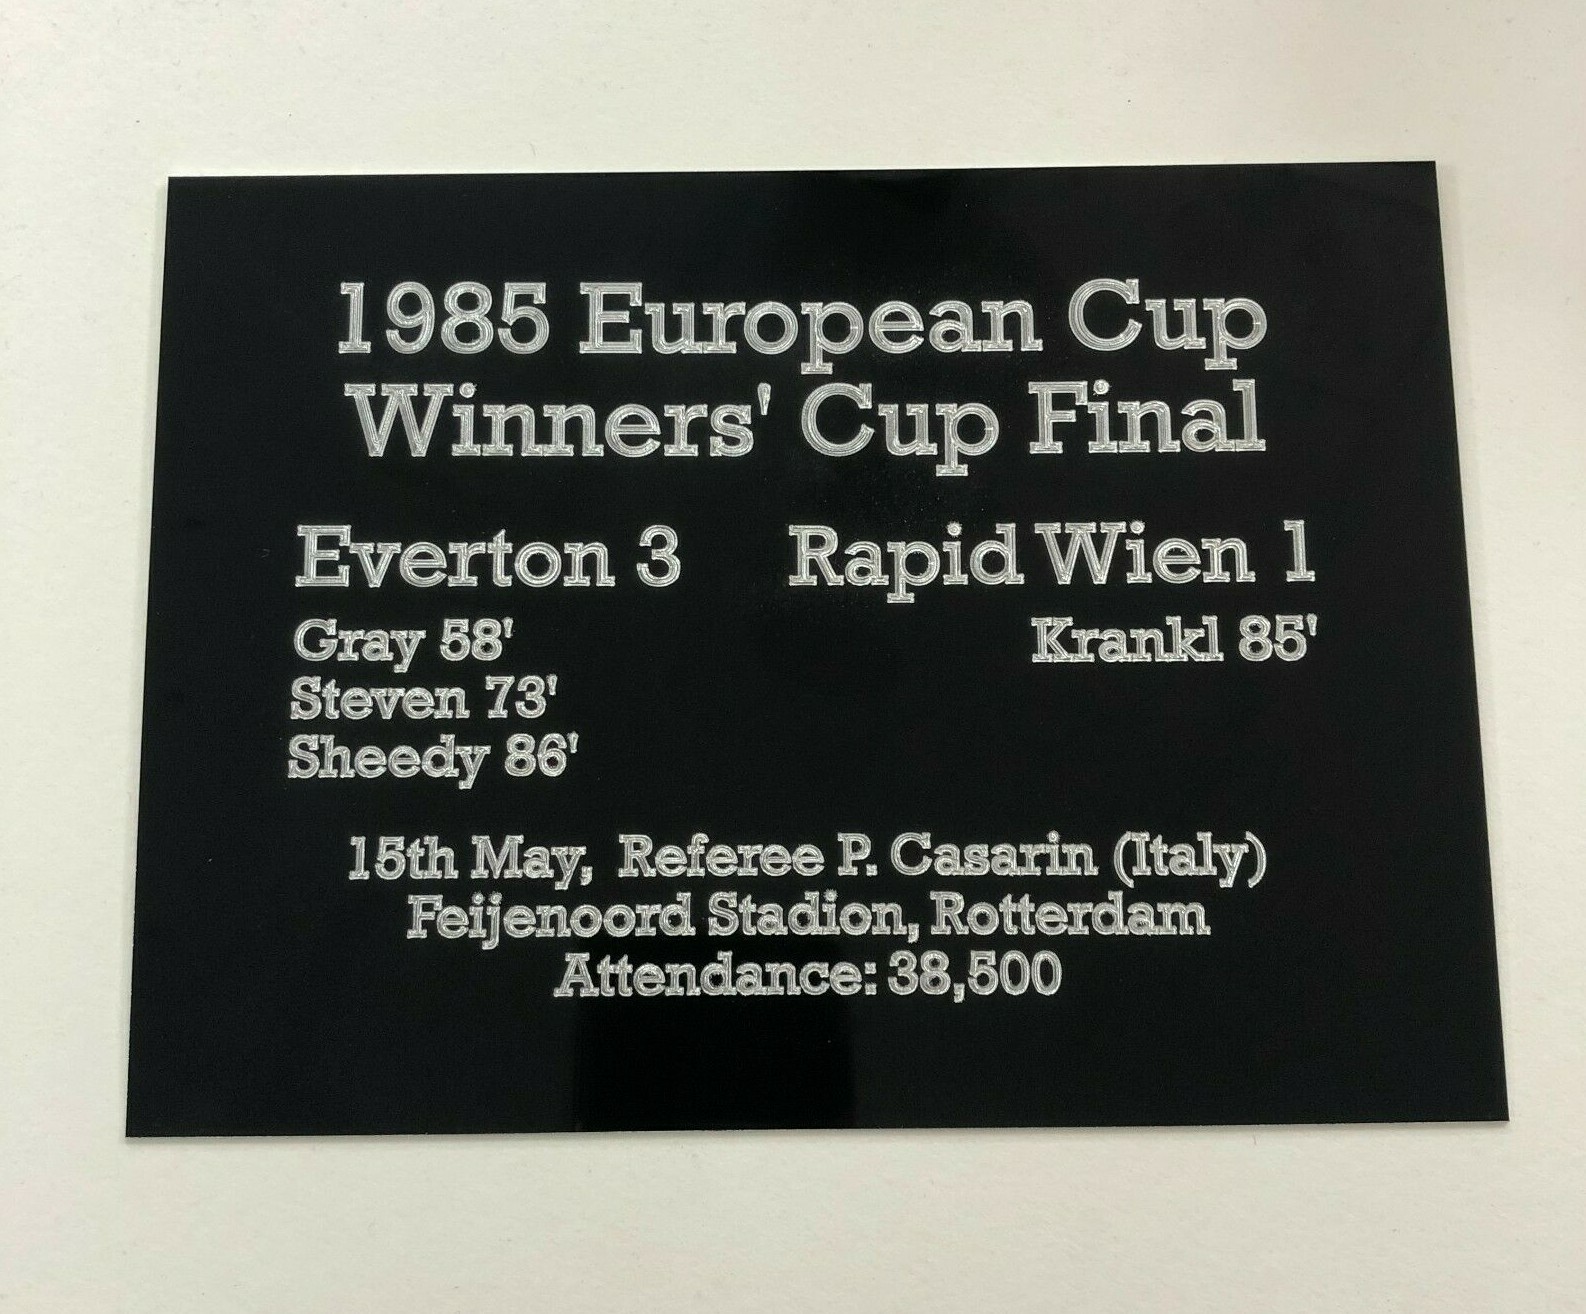 1985 European Cup
Winners' Cup Final
Everton 3 Rapid Wien 1
Gray 58' Krankl 85'
Steven 73'
Sheedy 86'
15th May, Referee P. Casarin (Italy)
Feijenoord Stadion, Rotterdam
Attendance: 38,500